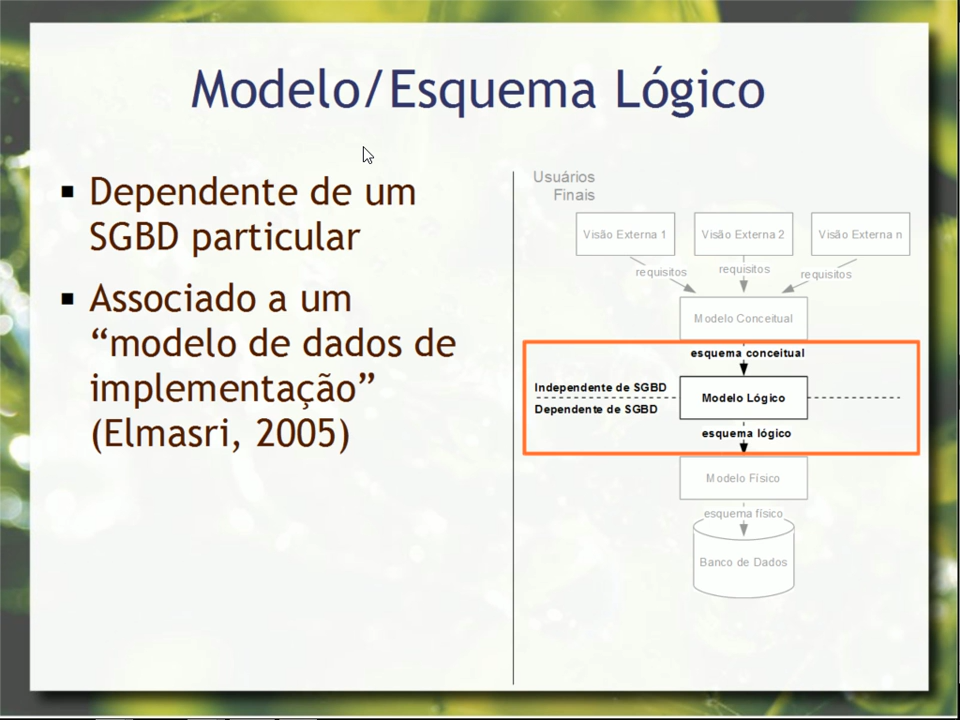 Modelo/Esquema Lógico
Dependente de um
SGBD particular
Associado a um
“modelo de dados de
implementação”
(Elmasri, 2005)
Usuários
Finais
Visão Externa 1
Visão Externa 2
Visão Externa n
requisitos
requisitos
requisitos
Modelo Conceitual
esquema conceitual
Independente de SGBD
Modelo Lógico
Dependente de SGBD
esquema lógico
Modelo Físico
esquema físico
Banco de Dados